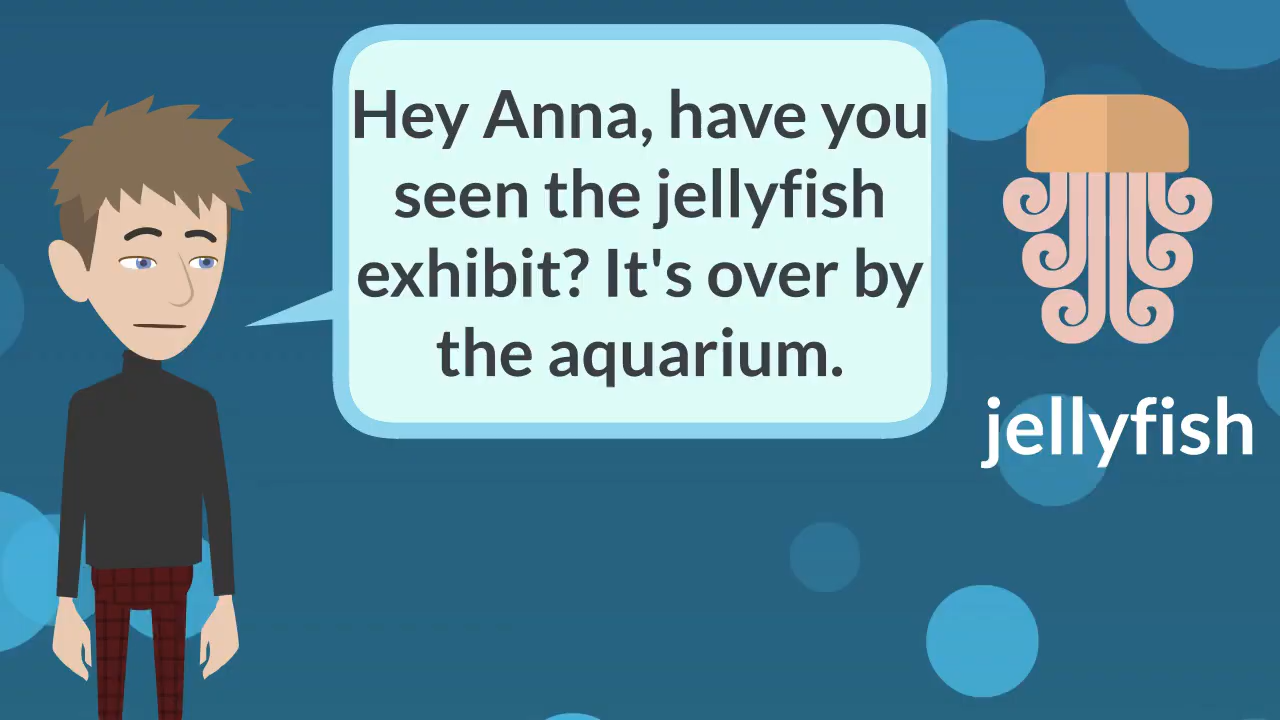 Hey Anna, have you
seen the jellyfish
exhibit? It's over by
the aquarium.
jellyfish